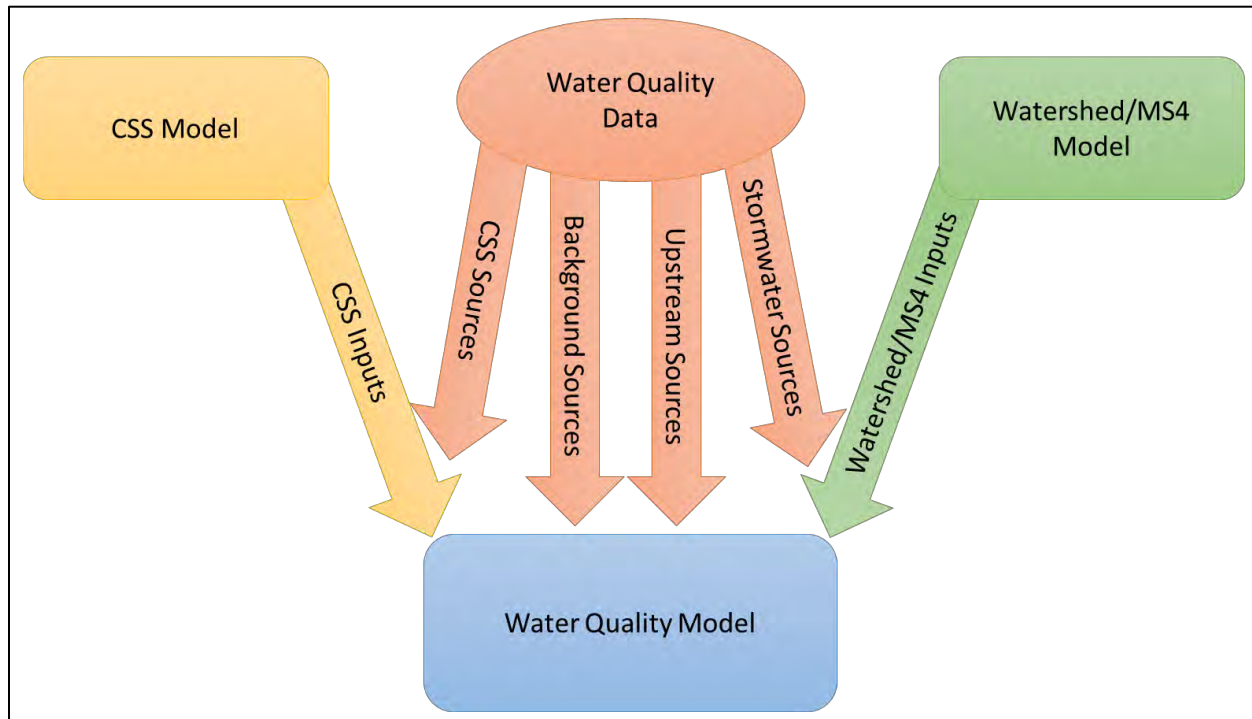 CSS Model
Water Quality
Data
Watershed/MS4
Model
CSS Inputs
CSS Sources
Background Sources
Upstream Sources
Stormwater Sources
Watershed/MS4 Inputs
Water Quality Model